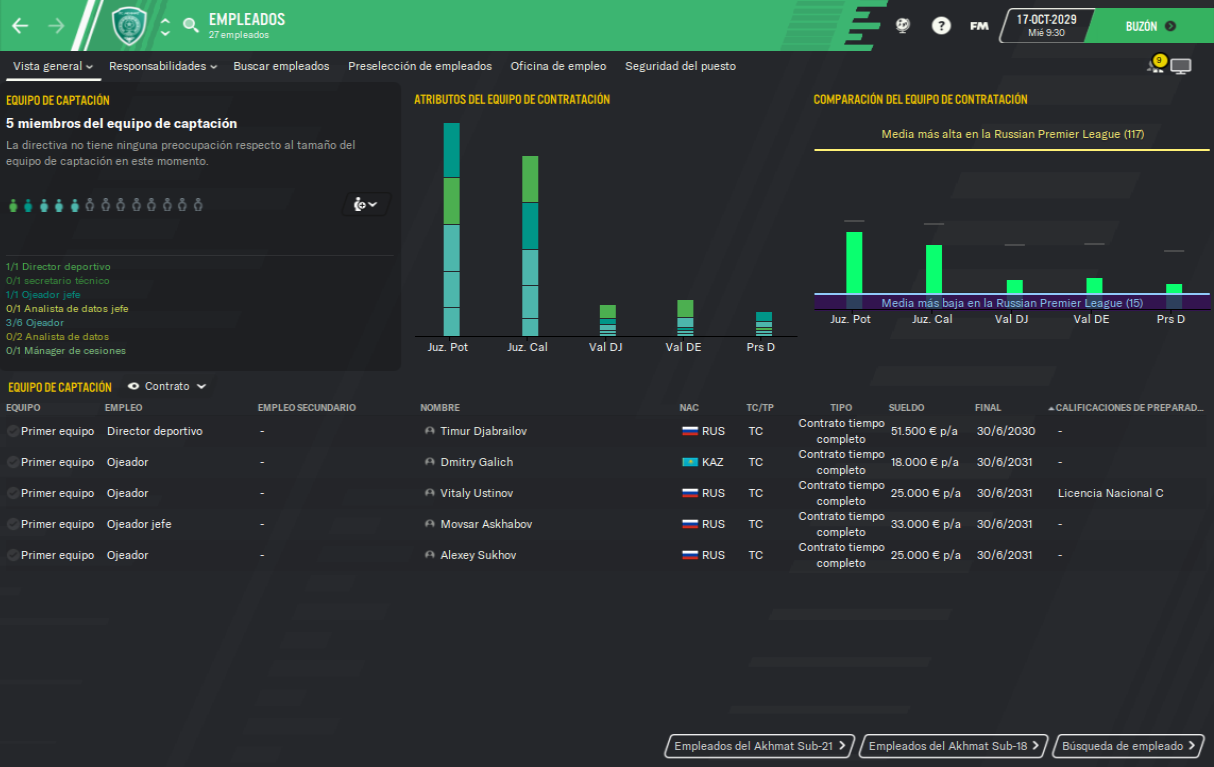 EMPLEADOS
27 empleados
FM
17-OCT-2029
Mié 9:30
BUZÓN
Vista general
Responsabilidades
Buscar empleados
Preselección de empleados
Oficina de empleo
Seguridad del puesto
9
EQUIPO DE CAPTACIÓN
5 miembros del equipo de captación
La directiva no tiene ninguna preocupación respecto al tamaño del
equipo de captación en este momento.
1/1 Director deportivo
0/1 secretario técnico
1/1 Ojeador jefe
0/1 Analista de datos jefe
3/6 Ojeador
0/2 Analista de datos
0/1 Mánager de cesiones
ATRIBUTOS DEL EQUIPO DE CONTRATACIÓN
Juz. Pot
Juz. Cal
Val DJ
Val DE
Prs D
COMPARACIÓN DEL EQUIPO DE CONTRATACIÓN
Media más alta en la Russian Premier League (117)
Media más baja en la Russian Premier League (15)
Juz. Pot
Juz. Cal
Val DJ
Val DE
Prs D
EQUIPO DE CAPTACIÓN
Contrato
EQUIPO EMPLEO EMPLEO SECUNDARIO NOMBRE NAC TC/TP TIPO SUELDO FINAL CALIFICACIONES DE PREPARAD...
Primer equipo Director deportivo - Timur Djabrailov RUS TC Contrato tiempo completo 51.500 € p/a 30/6/2030 -
Primer equipo Ojeador - Dmitry Galich KAZ TC Contrato tiempo completo 18.000 € p/a 30/6/2031 -
Primer equipo Ojeador - Vitaly Ustinov RUS TC Contrato tiempo completo 25.000 € p/a 30/6/2031 Licencia Nacional C
Primer equipo Ojeador jefe - Movsar Askhabov RUS TC Contrato tiempo completo 33.000 € p/a 30/6/2031 -
Primer equipo Ojeador - Alexey Sukhov RUS TC Contrato tiempo completo 25.000 € p/a 30/6/2031 -
Empleados del Akhmat Sub-21
Empleados del Akhmat Sub-18
Búsqueda de empleado